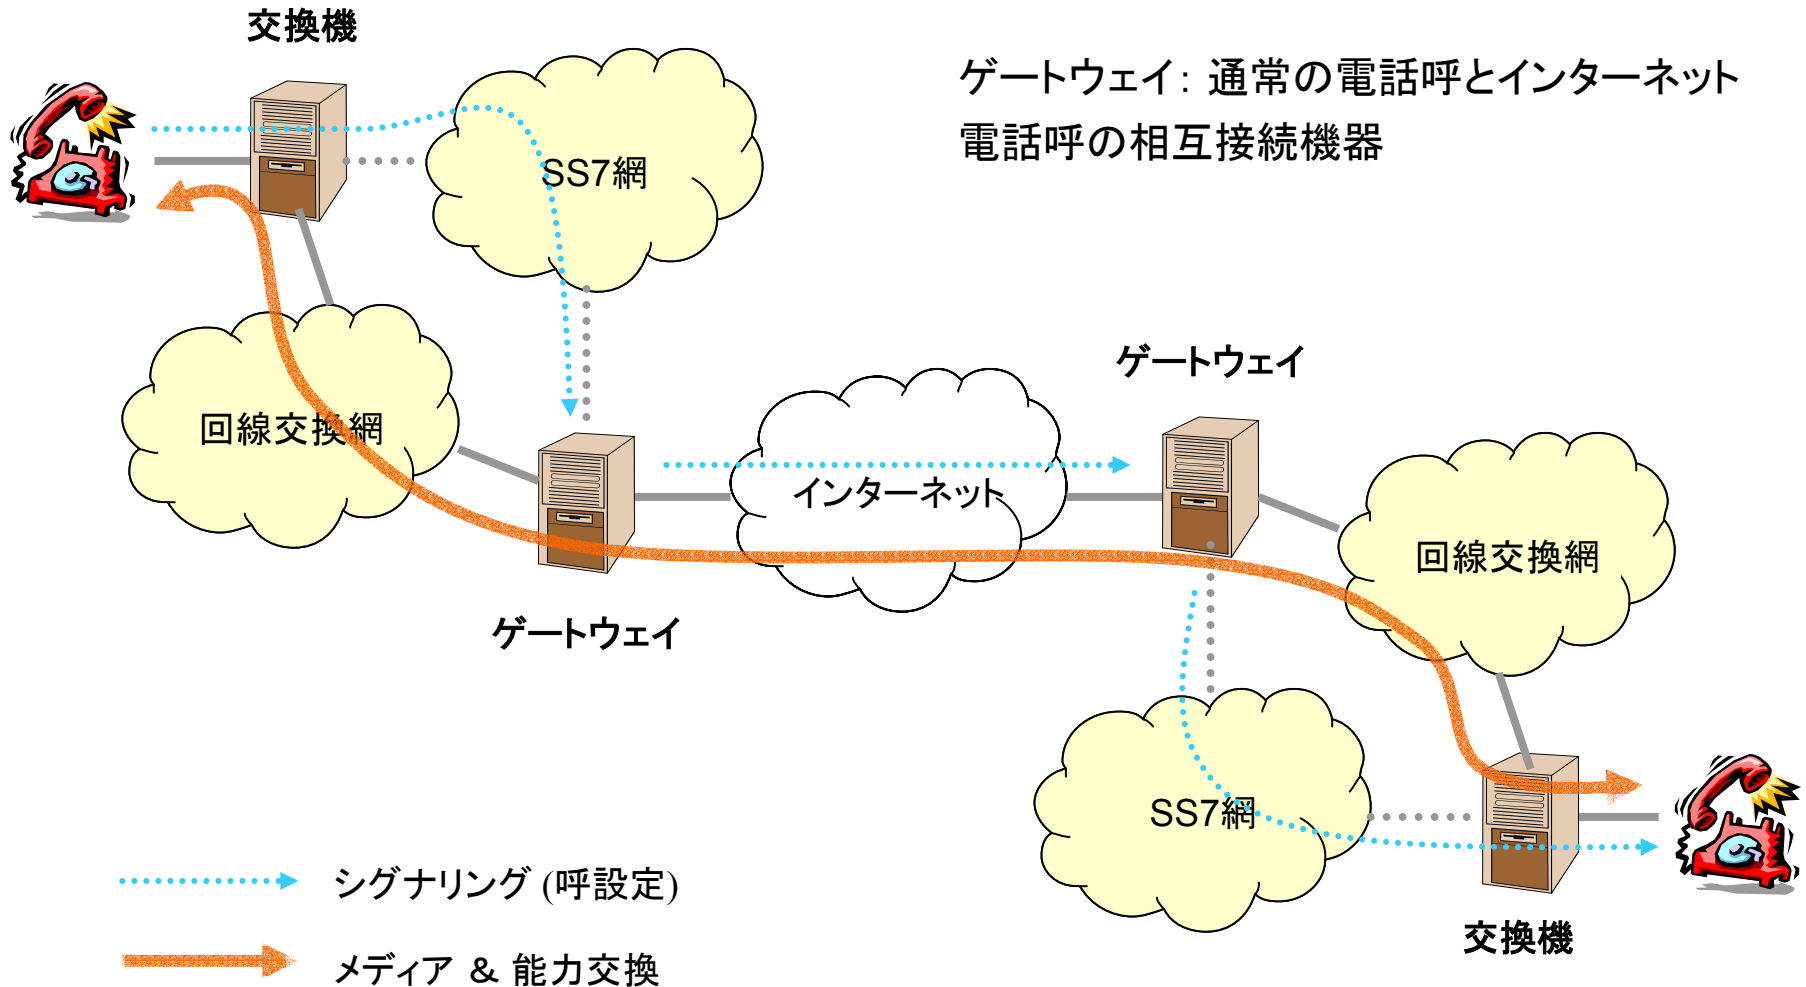 交換機
ゲートウェイ: 通常の電話呼とインターネット
電話呼の相互接続機器
SS7網
ゲートウェイ
回線交換網
インターネット
回線交換網
ゲートウェイ
SS7網
シグナリング (呼設定)
交換機
メディア & 能力交換